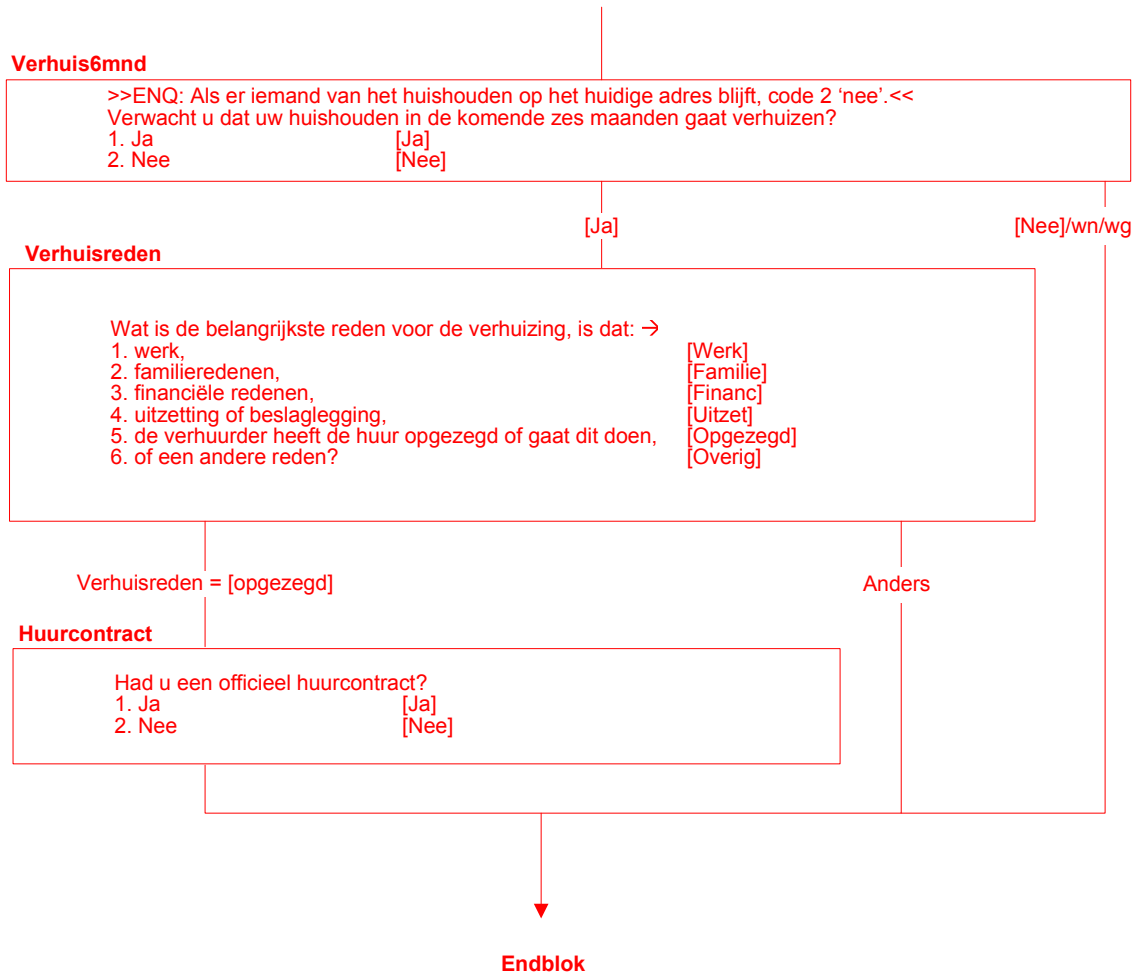 Verhuis6mnd
>>ENQ: Als er iemand van het huishouden op het huidige adres blijft, code 2 ‘nee’.<<
Verwacht u dat uw huishouden in de komende zes maanden gaat verhuizen?
1. Ja [Ja]
2. Nee [Nee]
[Ja] [Nee]/wn/wg
Verhuisreden
Wat is de belangrijkste reden voor de verhuizing, is dat: →
1. werk, [Werk]
2. familieredenen, [Familie]
3. financiële redenen, [Financ]
4. uitzetting of beslaglegging, [Uitzet]
5. de verhuurder heeft de huur opgezegd of gaat dit doen, [Opgezegd]
6. of een andere reden? [Overig]
Verhuisreden = [opgezegd] Anders
Huurcontract
Had u een officieel huurcontract?
1. Ja [Ja]
2. Nee [Nee]
Endblok